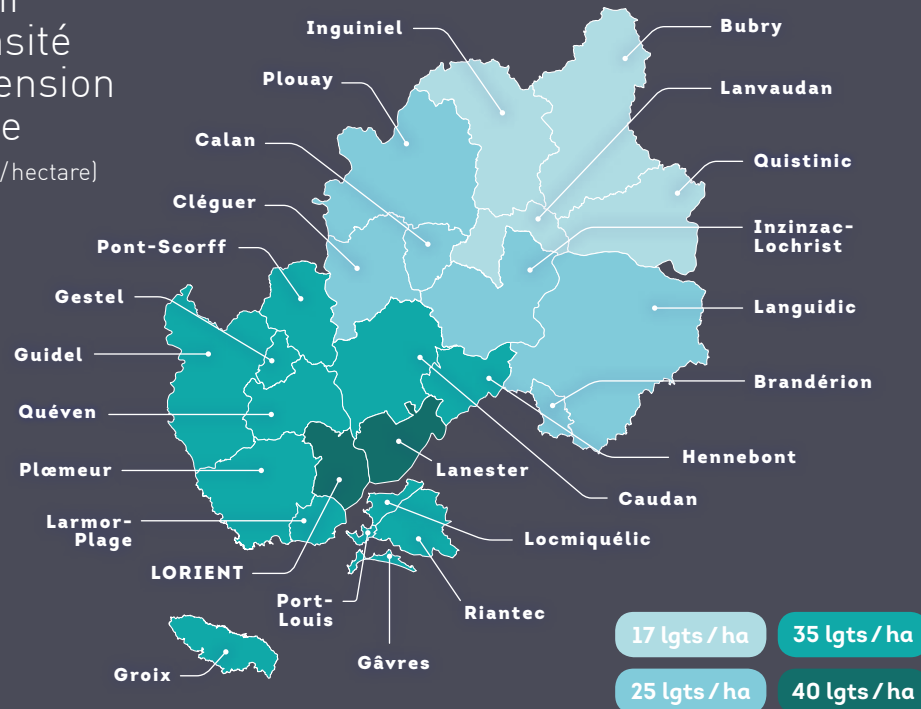 nsité
ension
e
/hectare)
Inguiniel
Bubry
Plouay
Lanvaudan
Calan
Quistinic
Cléguer
Inzinzac-
Lochrist
Pont-Scorff
Gestel
Languidic
Guidel
Brandérion
Quéven
Hennebont
Plœmeur
Lanester
Caudan
Larmor-
Plage
Locmiquélic
LORIENT
Port-
Louis
Riantec
Gâvres
Groix
17 lgts/ha
35 lgts/ha
25 lgts/ha
40 lgts/ha